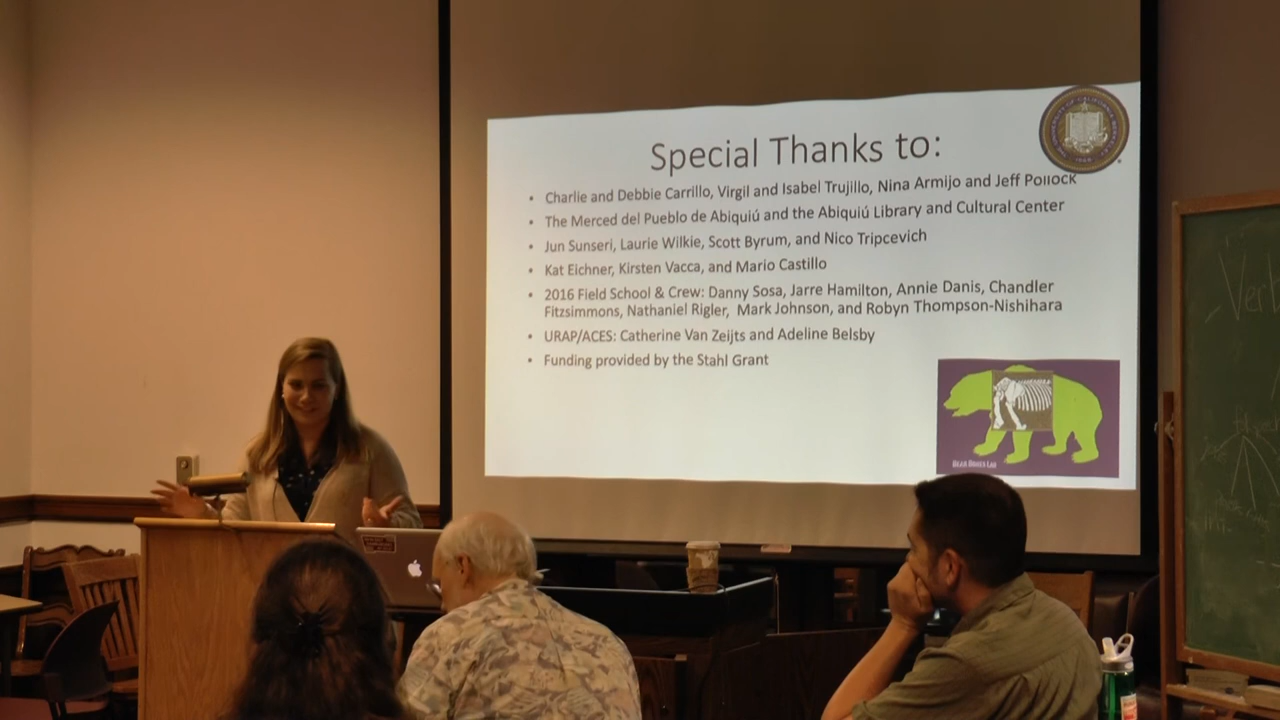 Special Thanks to:
• Charlie and Debbie Carrillo, Virgil and Isabel Trujillo, Nina Armijo and Jeff Pollock
• The Merced del Pueblo de Abiquiú and the Abiquiú Library and Cultural Center
• Jun Sunseri, Laurie Wilkie, Scott Byrum, and Nico Tripcevich
• Kat Eichner, Kirsten Vacca, and Mario Castillo
• 2016 Field School & Crew: Danny Sosa, Jarre Hamilton, Annie Danis, Chandler
Fitzsimmons, Nathaniel Rigler, Mark Johnson, and Robyn Thompson-Nishihara
• URAP/ACES: Catherine Van Zeijts and Adeline Belsby
• Funding provided by the Stahl Grant
Bear Bones Lab